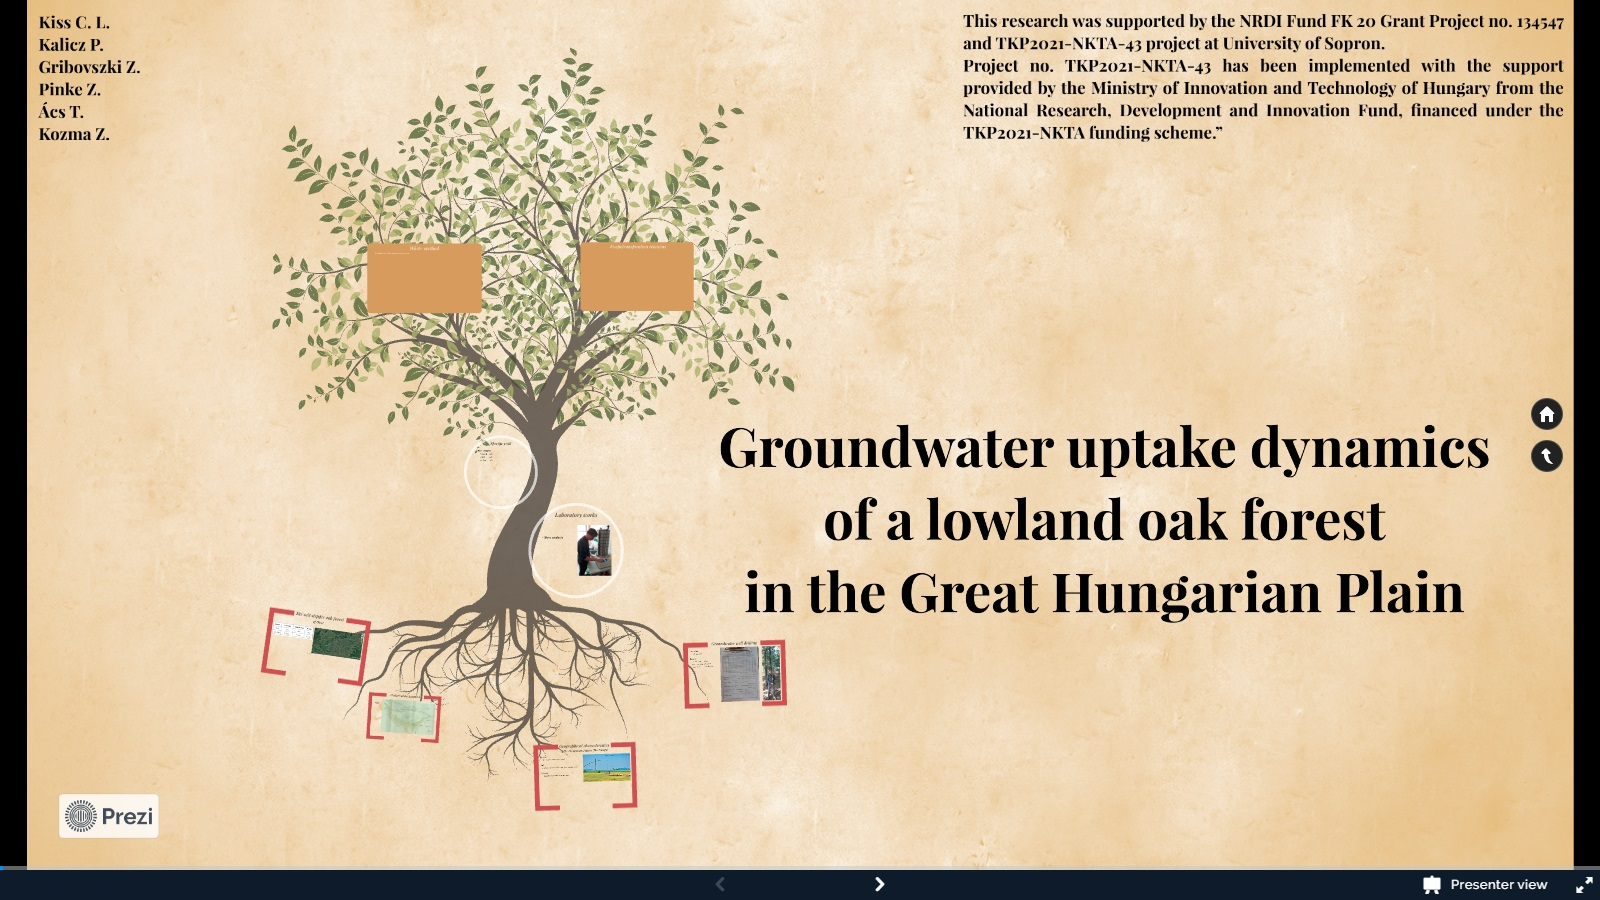 Kiss C. L.
Kalicz P.
Gribovszki Z.
Pinke Z.
Ács T.
Kozma Z.
This research was supported by the NRDI Fund FK 20 Grant Project no. 134547
and TKP2021-NKTA-43 project at University of Sopron.
Project no. TKP2021-NKTA-43 has been implemented with the support
provided by the Ministry of Innovation and Technology of Hungary from the
National Research, Development and Innovation Fund, financed under the
TKP2021-NKTA funding scheme.”
Groundwater uptake dynamics
of a lowland oak forest
in the Great Hungarian Plain
Laboratory works
Groundwater well drilling
Prezi
Presenter view